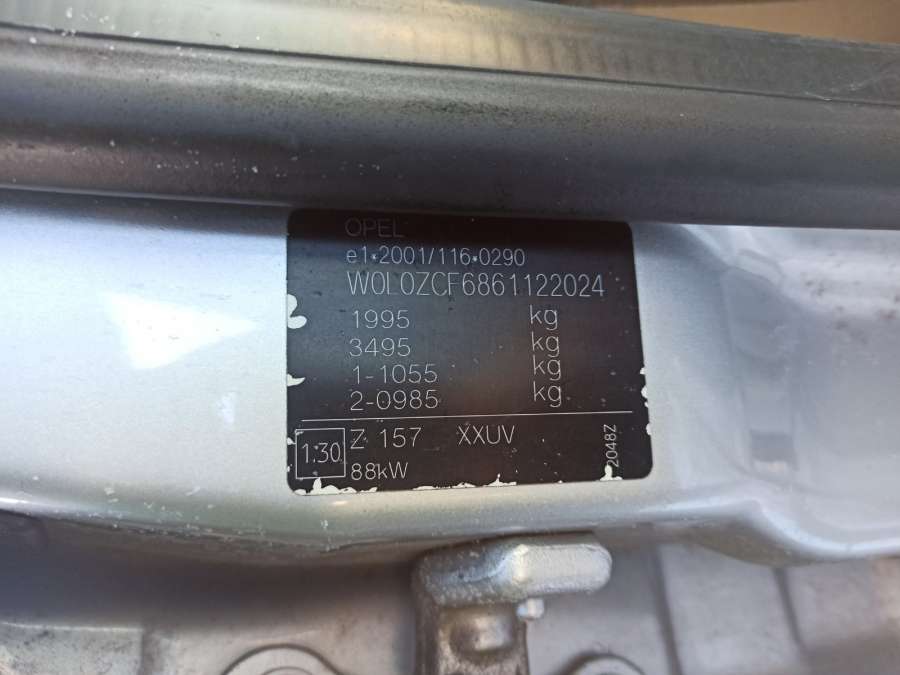 OPEL
e1*2001/116*0290
W0L0ZCF6861122024
1995 kg
3495 kg
1-1055 kg
2-0985 kg
1.30
Z 157 XXUV
88kW
2048Z